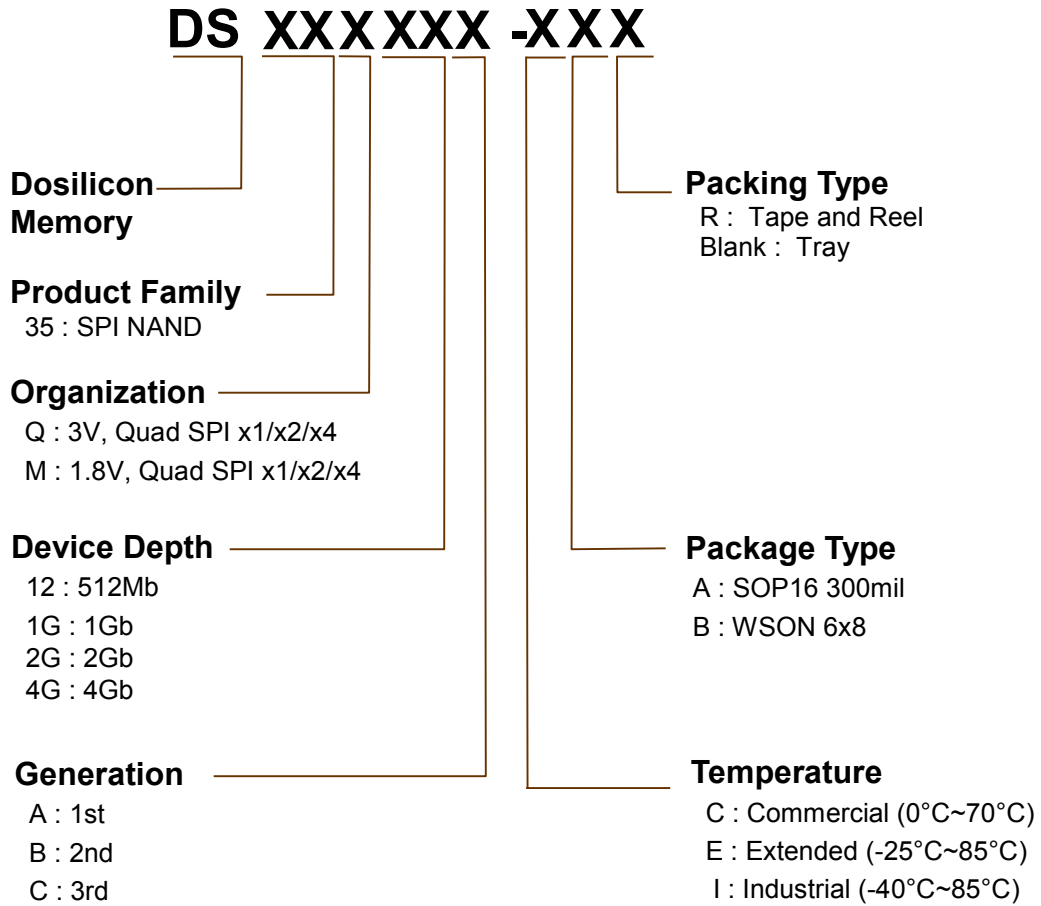 DS XXXXXX -XXX
Dosilicon
Memory
Product Family
35 : SPI NAND
Organization
Q : 3V, Quad SPI x1/x2/x4
M : 1.8V, Quad SPI x1/x2/x4
Device Depth
12 : 512Mb
1G : 1Gb
2G : 2Gb
4G : 4Gb
Generation
A : 1st
B : 2nd
C : 3rd
Packing Type
R : Tape and Reel
Blank : Tray
Package Type
A : SOP16 300mil
B : WSON 6x8
Temperature
C : Commercial (0°C~70°C)
E : Extended (-25°C~85°C)
I : Industrial (-40°C~85°C)